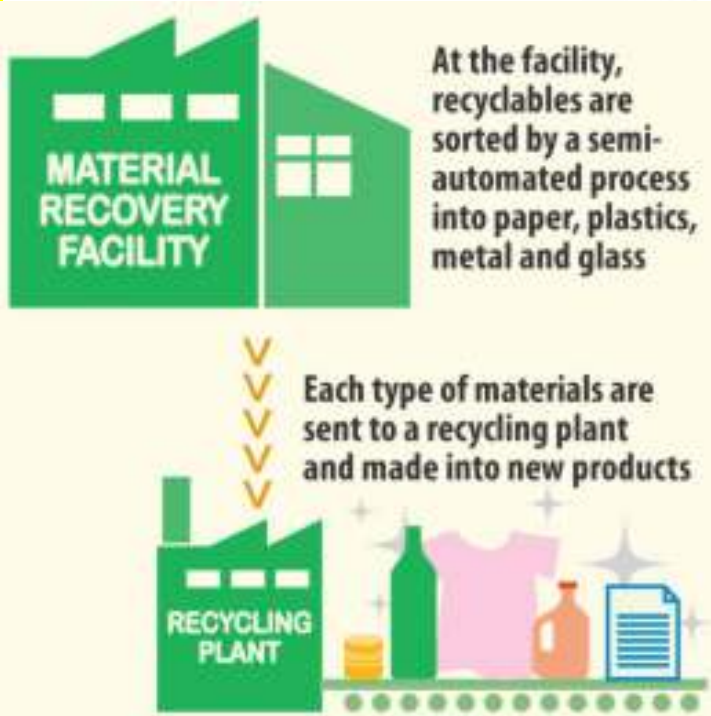 MATERIAL
RECOVERY
FACILITY
At the facility,
recyclables are
sorted by a semi-
automated process
into paper, plastics,
metal and glass
Each type of materials are
sent to a recycling plant
and made into new products
RECYCLING
PLANT